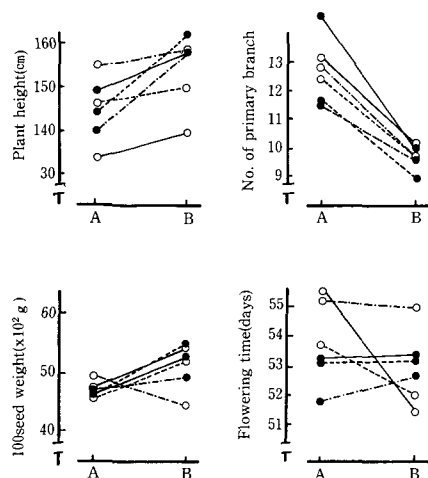 Plant height(cm)
160
150
140
30
A B
No. of primary branch
13
12
11
10
9
A B
100seed weight(x10² g)
60
50
40
A B
Flowering time(days)
55
54
53
52
51
A B